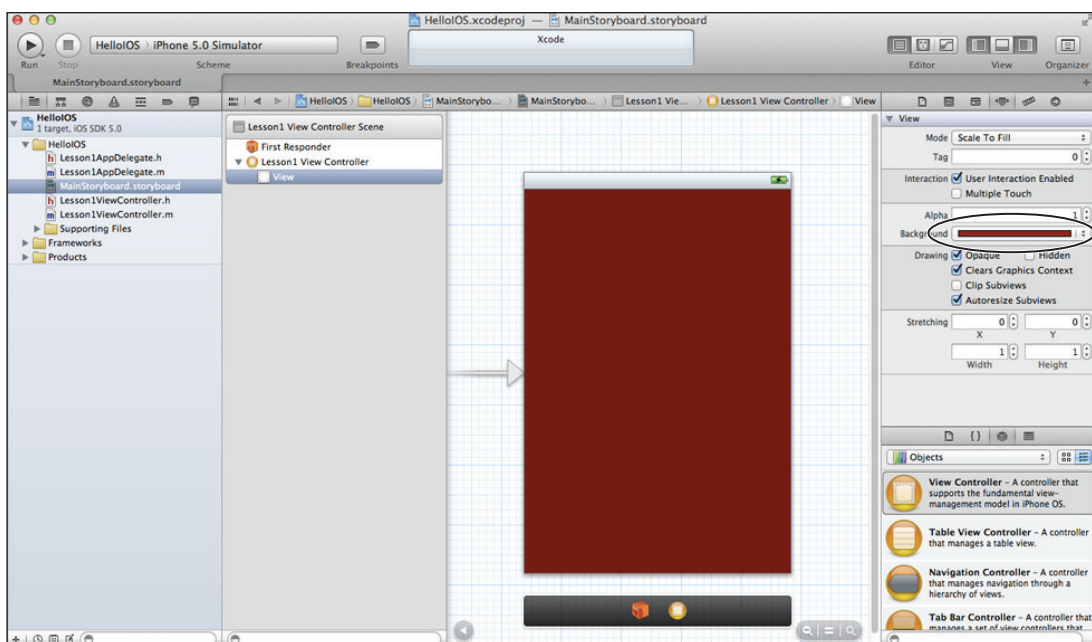 HelloIOS.xcodeproj — MainStoryboard.storyboard
HelloIOS › iPhone 5.0 Simulator
Xcode
Run Stop Scheme Breakpoints Editor View Organizer
MainStoryboard.storyboard
HelloIOS
1 target, iOS SDK 5.0
HelloIOS
h Lesson1AppDelegate.h
m Lesson1AppDelegate.m
MainStoryboard.storyboard
h Lesson1ViewController.h
m Lesson1ViewController.m
Supporting Files
Frameworks
Products
HelloIOS › HelloIOS › MainStorybo... › MainStorybo... › Lesson1 Vie... › Lesson1 View Controller › View
Lesson1 View Controller Scene
First Responder
Lesson1 View Controller
View
View
Mode Scale To Fill
Tag 0
Interaction User Interaction Enabled
Multiple Touch
Alpha 1
Background
Drawing Opaque Hidden
Clears Graphics Context
Clip Subviews
Autoresize Subviews
Stretching 0 0
X Y
1 1
Width Height
{}
Objects
View Controller – A controller that
supports the fundamental view-
management model in iPhone OS.
Table View Controller – A controller
that manages a table view.
Navigation Controller – A controller
that manages navigation through a
hierarchy of views.
Tab Bar Controller – A controller that
manages a set of view controllers that